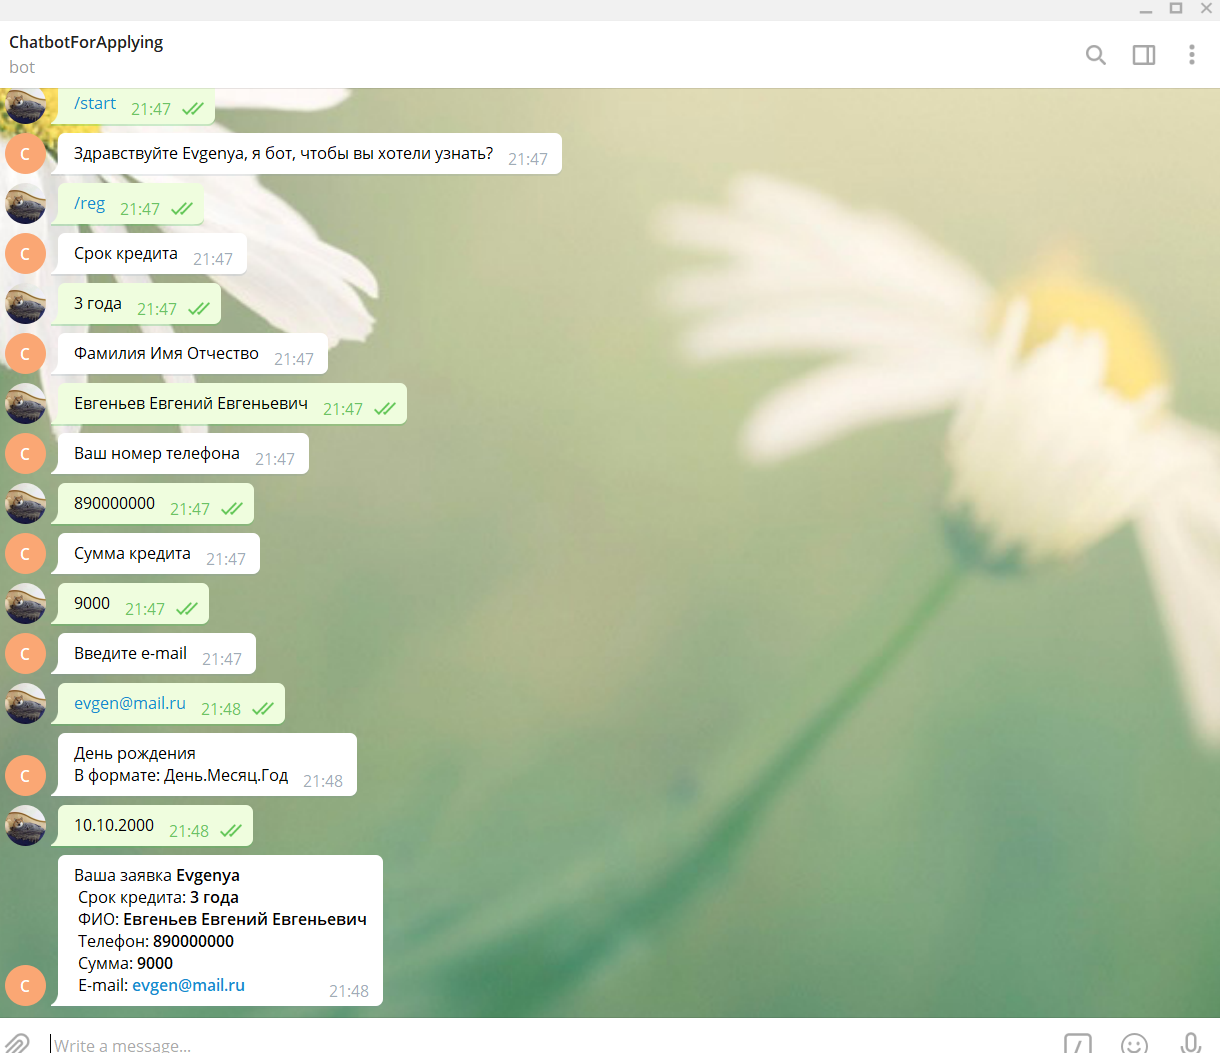 ChatbotForApplying
bot
/start 21:47
C
Здравствуйте Evgenya, я бот, чтобы вы хотели узнать? 21:47
/reg 21:47
C
Срок кредита 21:47
3 года 21:47
C
Фамилия Имя Отчество 21:47
Евгеньев Евгений Евгеньевич 21:47
C
Ваш номер телефона 21:47
890000000 21:47
C
Сумма кредита 21:47
9000 21:47
C
Введите e-mail 21:47
evgen@mail.ru 21:48
День рождения
C
В формате: День.Месяц.Год 21:48
10.10.2000 21:48
Ваша заявка Evgenya
Срок кредита: 3 года
ФИО: Евгеньев Евгений Евгеньевич
Телефон: 890000000
Сумма: 9000
C
E-mail: evgen@mail.ru 21:48
Write a message...